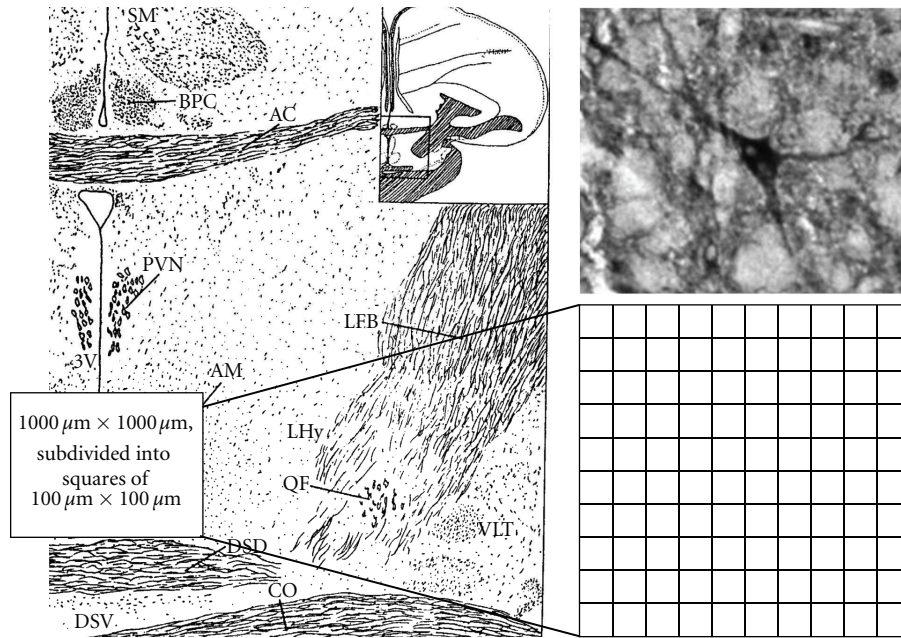 SM
BPC
AC
PVN
LFB
3V
AM
1000 µm × 1000 µm,
subdivided into
squares of
100 µm × 100 µm
LHy
QF
VLT
DSD
CO
DSV